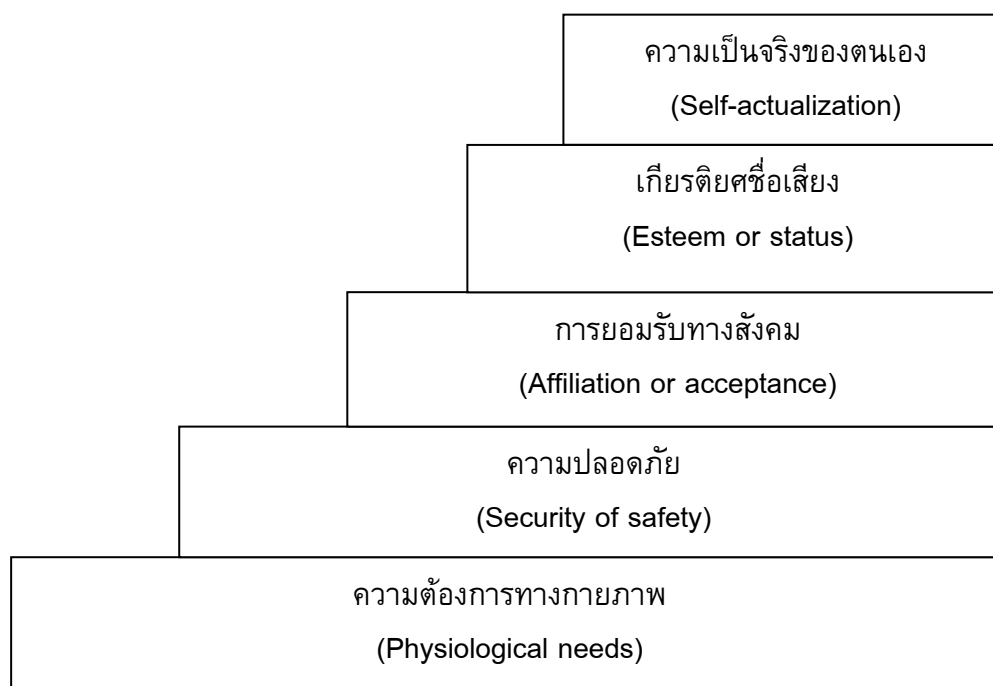 ความเป็นจริงของตนเอง
(Self-actualization)
เกียรติยศชื่อเสียง
(Esteem or status)
การยอมรับทางสังคม
(Affiliation or acceptance)
ความปลอดภัย
(Security of safety)
ความต้องการทางกายภาพ
(Physiological needs)